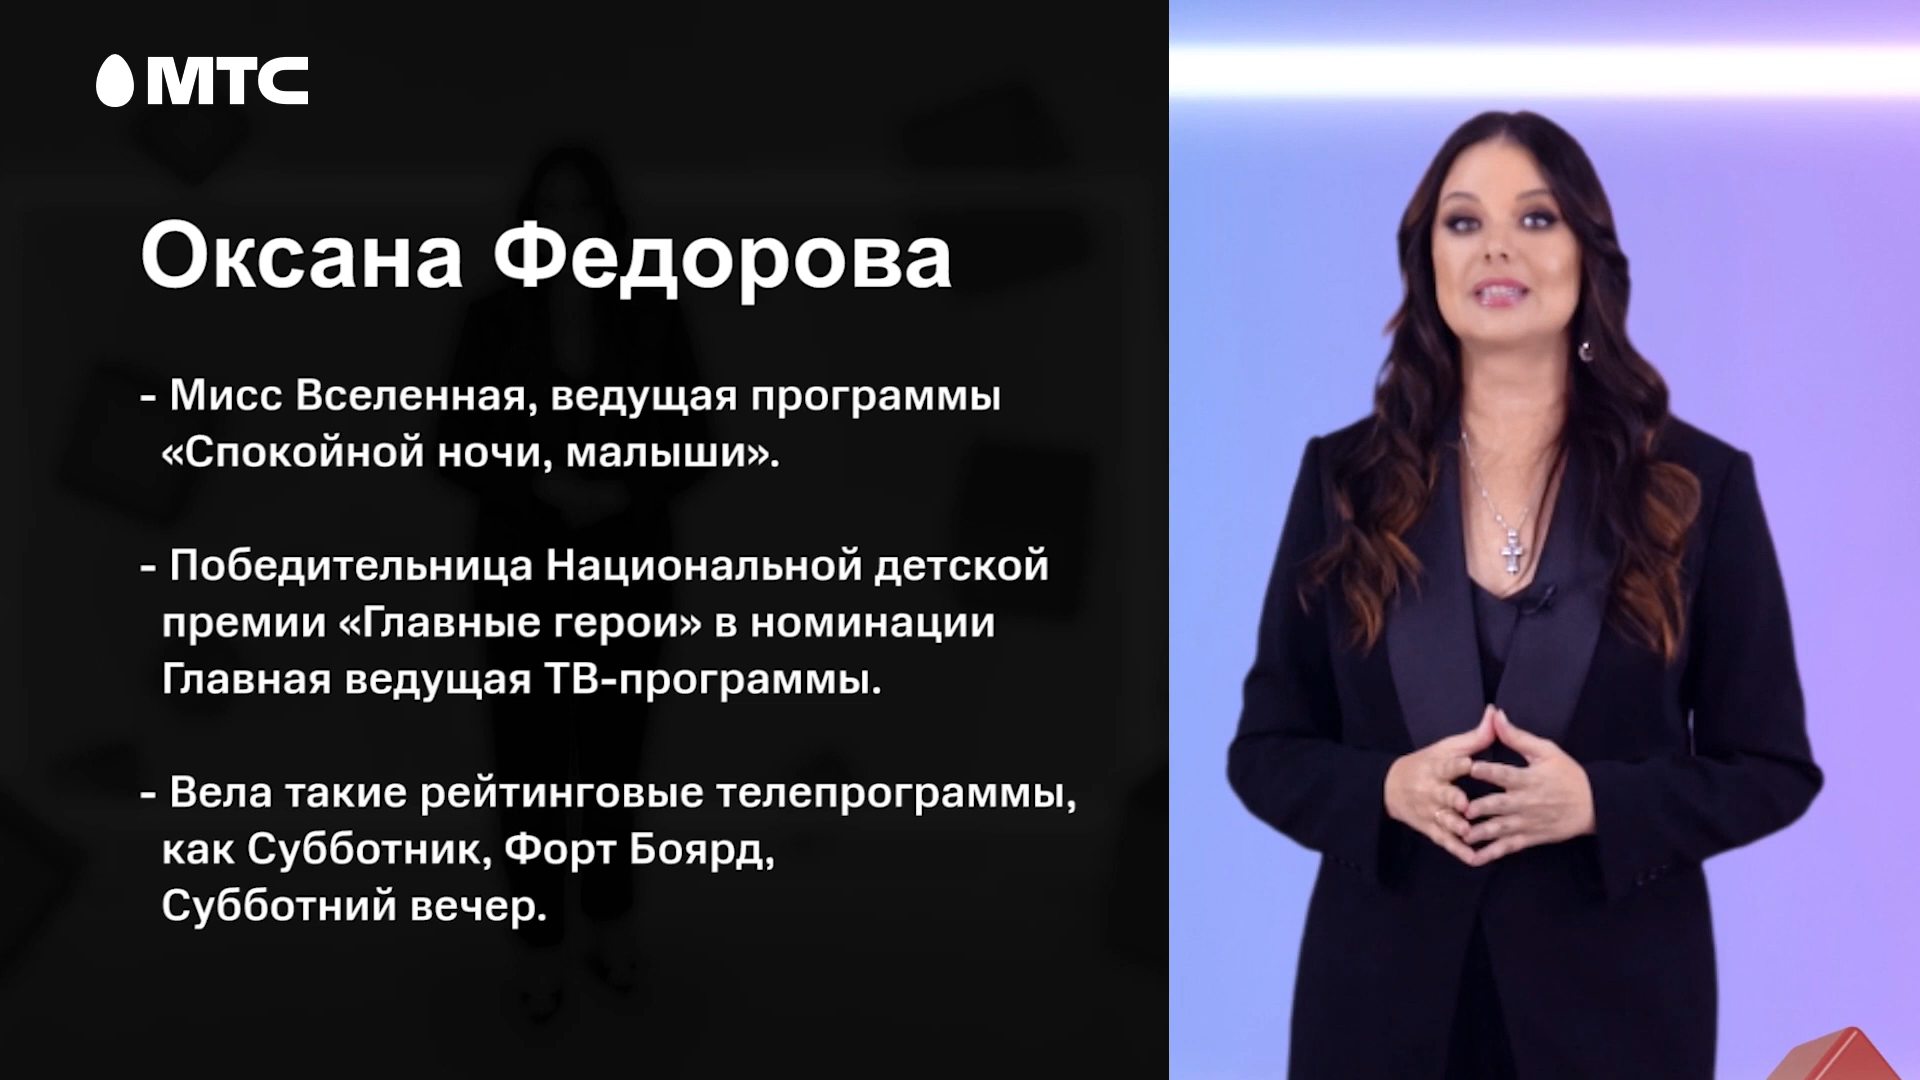 МТС
Оксана Федорова
- Мисс Вселенная, ведущая программы
«Спокойной ночи, малыши».
- Победительница Национальной детской
премии «Главные герои» в номинации
Главная ведущая ТВ-программы.
- Вела такие рейтинговые телепрограммы,
как Субботник, Форт Боярд,
Субботний вечер.